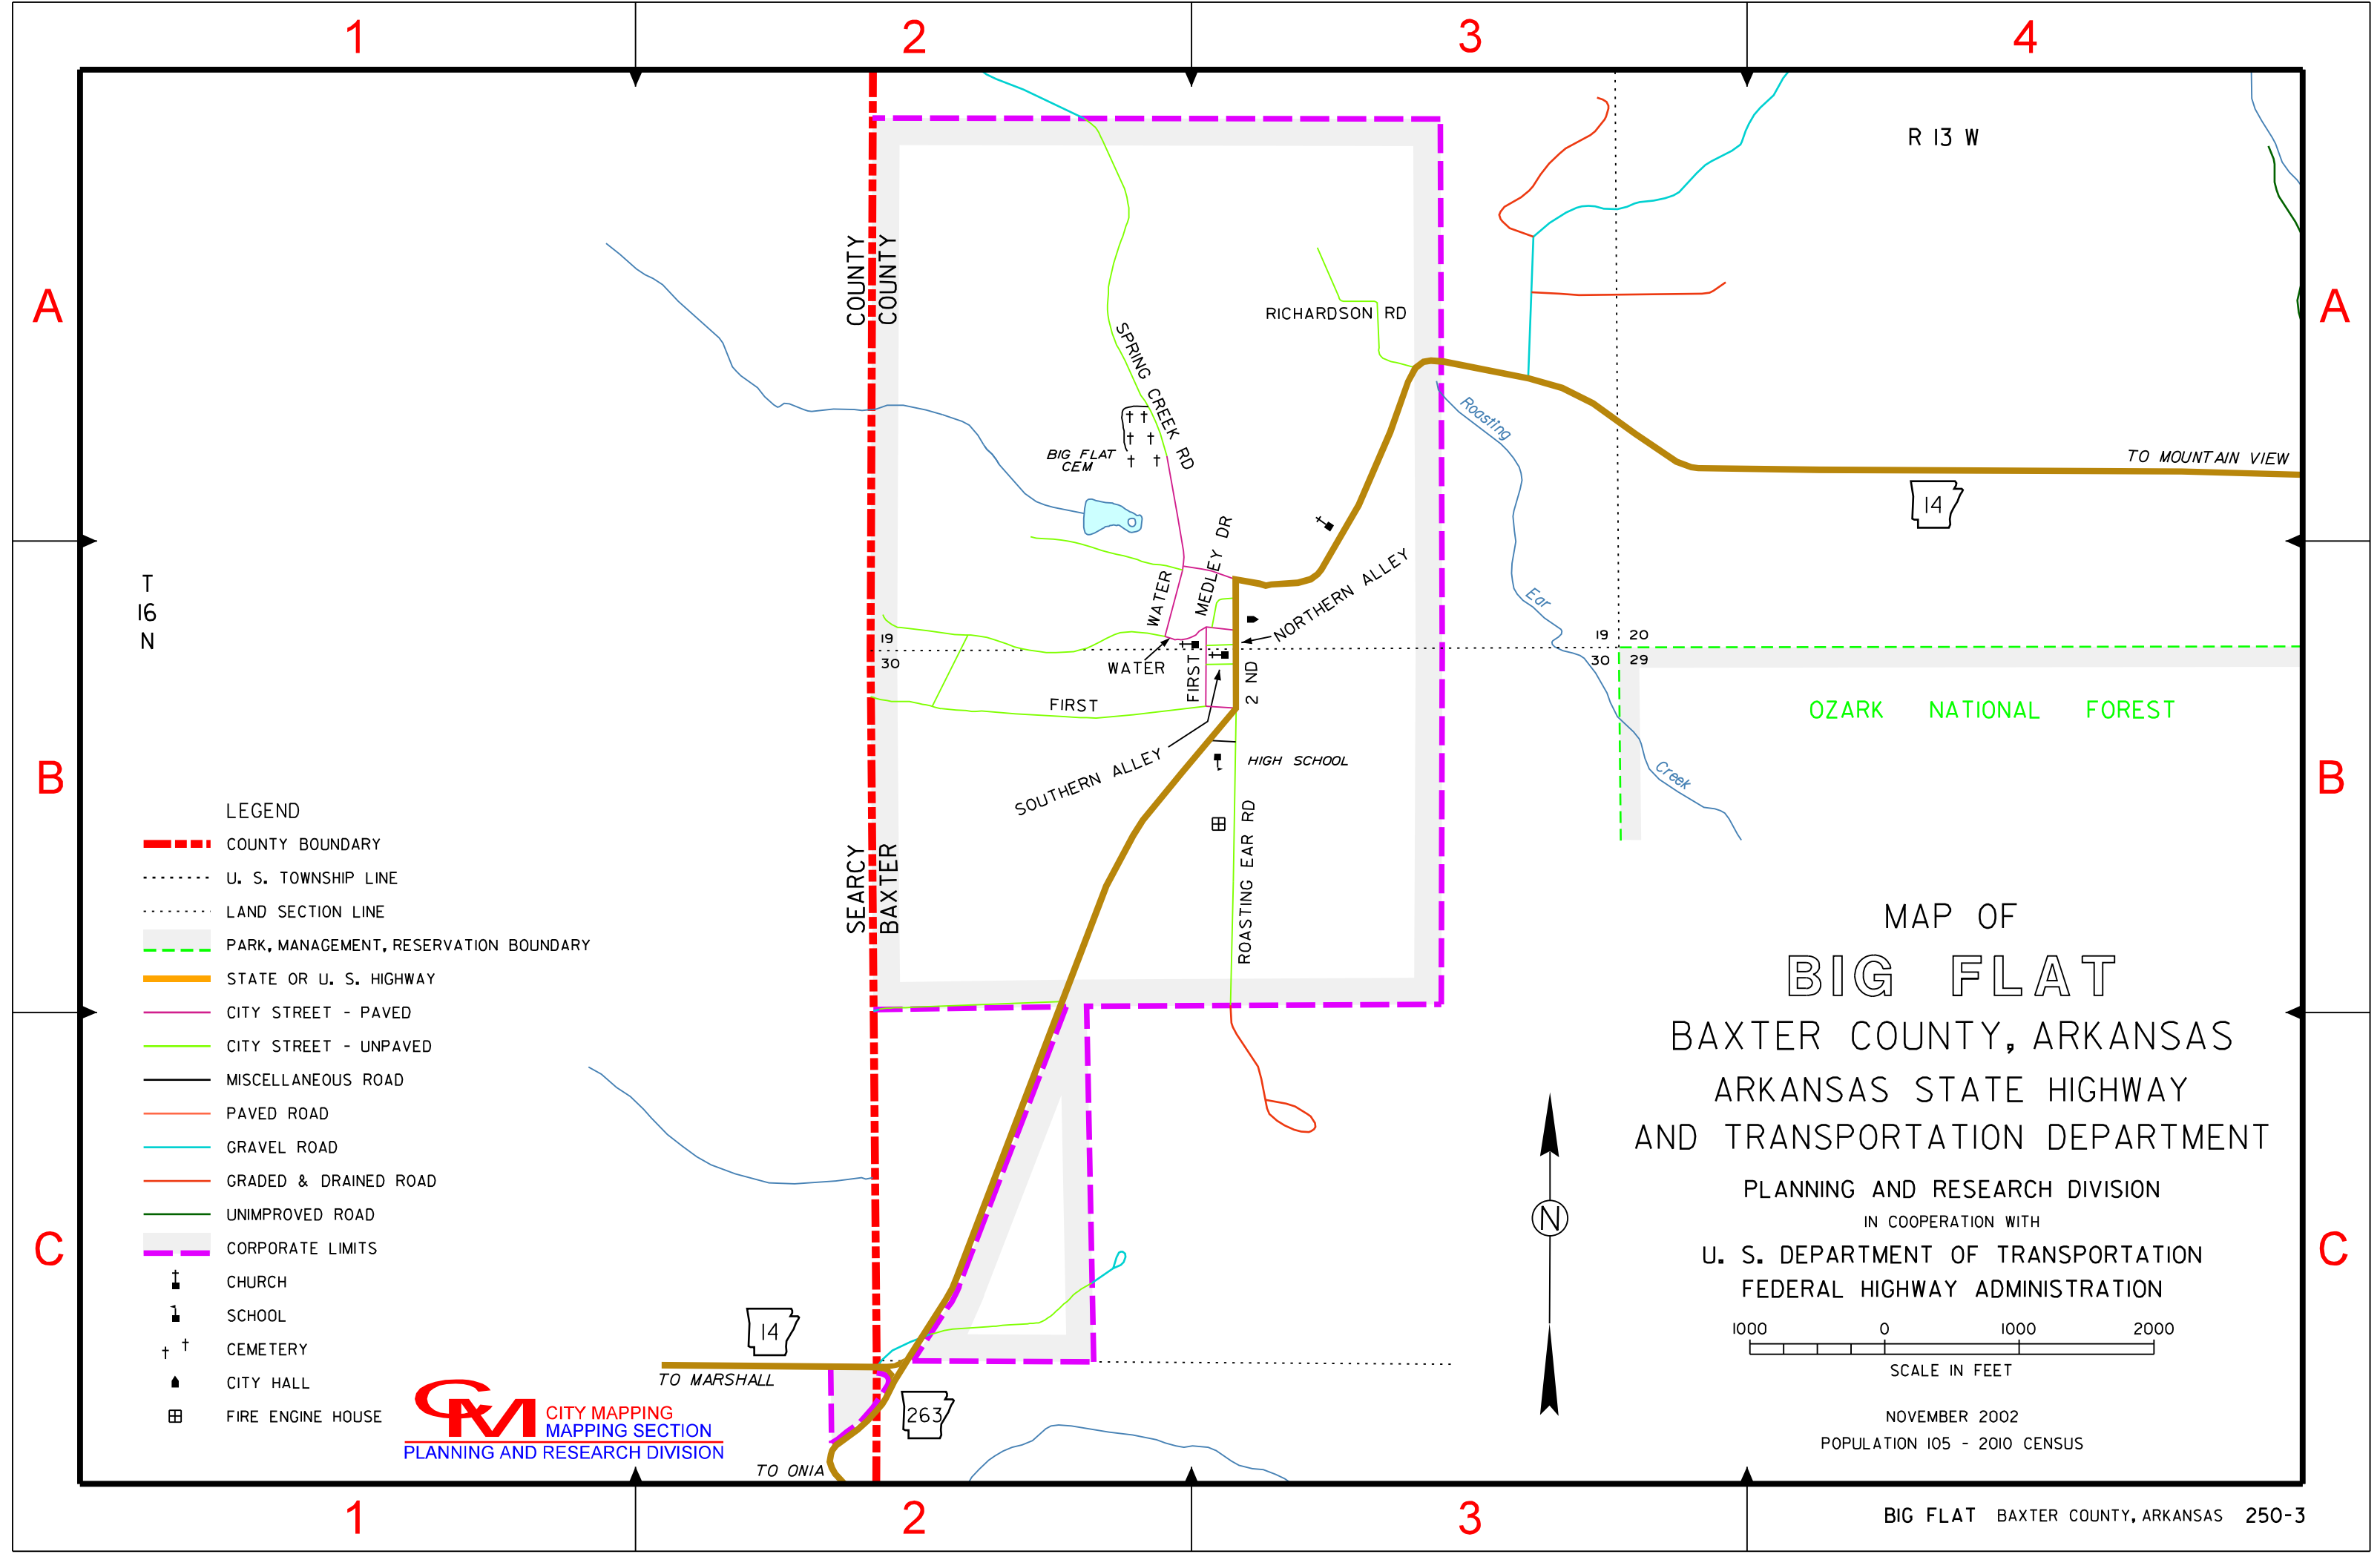 1 2 3 4
A A
B B
C C
R 13 W
T
16
N
COUNTY
COUNTY
SPRING CREEK RD
RICHARDSON RD
BIG FLAT
CEM
Roasting
Ear
Creek
TO MOUNTAIN VIEW
14
WATER
MEDLEY DR
NORTHERN ALLEY
19
30
19 20
30 29
WATER
FIRST
2 ND
FIRST
SOUTHERN ALLEY
HIGH SCHOOL
ROASTING EAR RD
OZARK NATIONAL FOREST
SEARCY
BAXTER
LEGEND
COUNTY BOUNDARY
U. S. TOWNSHIP LINE
LAND SECTION LINE
PARK, MANAGEMENT, RESERVATION BOUNDARY
STATE OR U. S. HIGHWAY
CITY STREET - PAVED
CITY STREET - UNPAVED
MISCELLANEOUS ROAD
PAVED ROAD
GRAVEL ROAD
GRADED & DRAINED ROAD
UNIMPROVED ROAD
CORPORATE LIMITS
CHURCH
SCHOOL
CEMETERY
CITY HALL
FIRE ENGINE HOUSE
14
TO MARSHALL
263
TO ONIA
CM
CITY MAPPING
MAPPING SECTION
PLANNING AND RESEARCH DIVISION
MAP OF
BIG FLAT
BAXTER COUNTY, ARKANSAS
ARKANSAS STATE HIGHWAY
AND TRANSPORTATION DEPARTMENT
PLANNING AND RESEARCH DIVISION
IN COOPERATION WITH
U. S. DEPARTMENT OF TRANSPORTATION
FEDERAL HIGHWAY ADMINISTRATION
N
1000 0 1000 2000
SCALE IN FEET
NOVEMBER 2002
POPULATION 105 - 2010 CENSUS
1 2 3
BIG FLAT BAXTER COUNTY, ARKANSAS 250-3